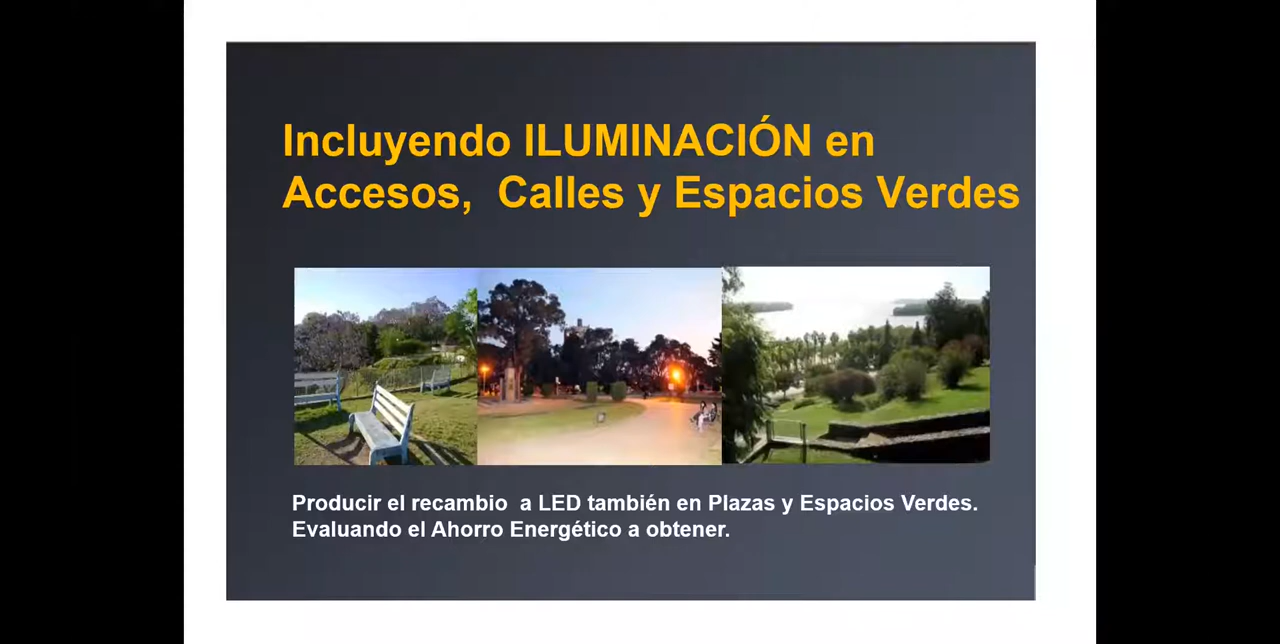 Incluyendo ILUMINACIÓN en
Accesos, Calles y Espacios Verdes
Producir el recambio a LED también en Plazas y Espacios Verdes.
Evaluando el Ahorro Energético a obtener.